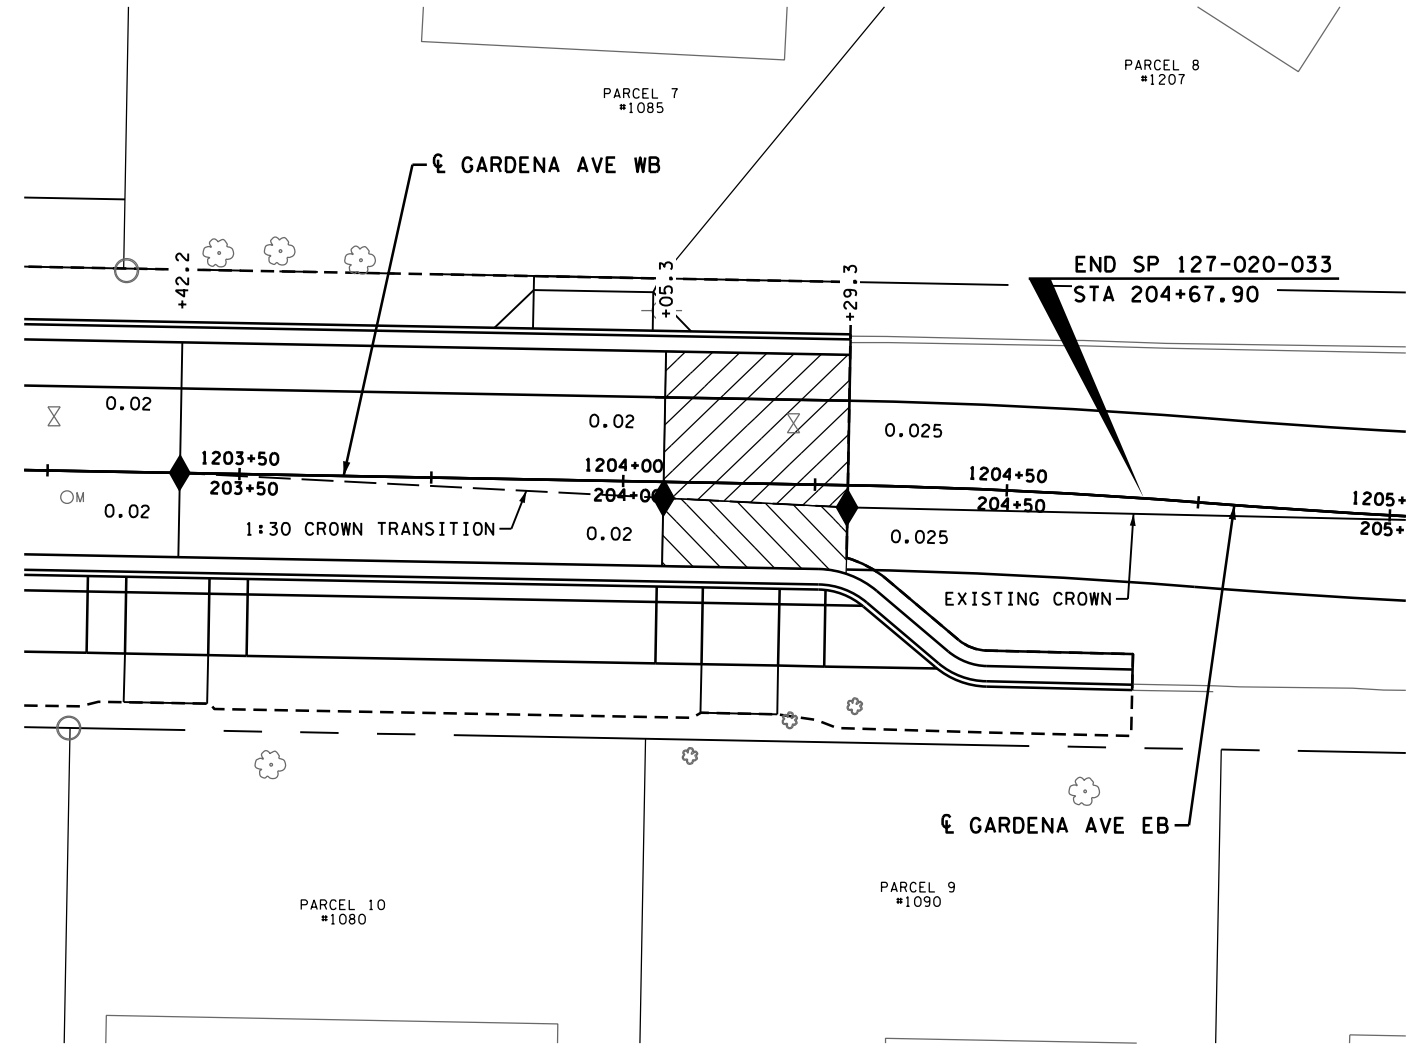 PARCEL 8
#1207
PARCEL 7
#1085
℄ GARDENA AVE WB
END SP 127-020-033
STA 204+67.90
+42.2
+05.3
+29.3
0.02
0.02
0.025
1203+50
203+50
1204+00
204+00
1204+50
204+50
1205+
205+
M
0.02
1:30 CROWN TRANSITION
0.02
0.025
EXISTING CROWN
℄ GARDENA AVE EB
PARCEL 10
#1080
PARCEL 9
#1090